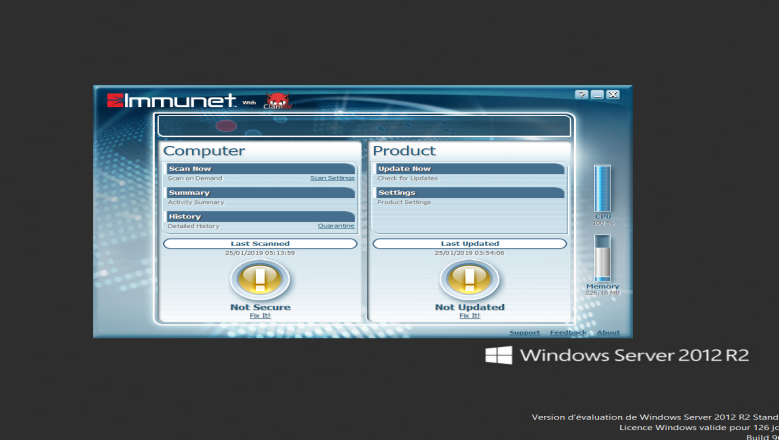 Immunet with ClamAV
Computer
Scan Now
Scan on Demand Scan Settings
Summary
Activity Summary
History
Detailed History Quarantine
Last Scanned
25/01/2019 05:13:59
Not Secure
Fix It!
Product
Update Now
Check for Updates
Settings
Product Settings
Last Updated
25/01/2019 03:54:06
Not Updated
Fix It!
CPU
Memory
226,16 MB
Support Feedback About
Windows Server 2012 R2
Version d'évaluation de Windows Server 2012 R2 Stand
Licence Windows valide pour 126 jo
Build 9